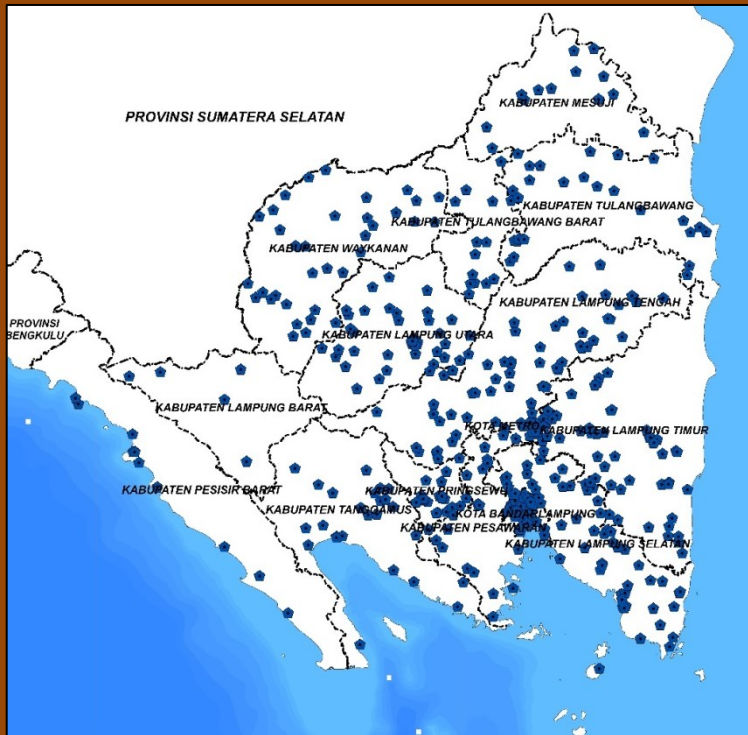 KABUPATEN MESUJI
PROVINSI SUMATERA SELATAN
KABUPATEN TULANGBAWANG
KABUPATEN TULANGBAWANG BARAT
KABUPATEN WAYKANAN
KABUPATEN LAMPUNG TENGAH
PROVINSI
BENGKULU
KABUPATEN LAMPUNG UTARA
KABUPATEN LAMPUNG BARAT
KOTA METRO
KABUPATEN LAMPUNG TIMUR
KABUPATEN PESISIR BARAT
KABUPATEN PRINGSEWU
KABUPATEN TANGGAMUS
KOTA BANDARLAMPUNG
KABUPATEN PESAWARAN
KABUPATEN LAMPUNG SELATAN